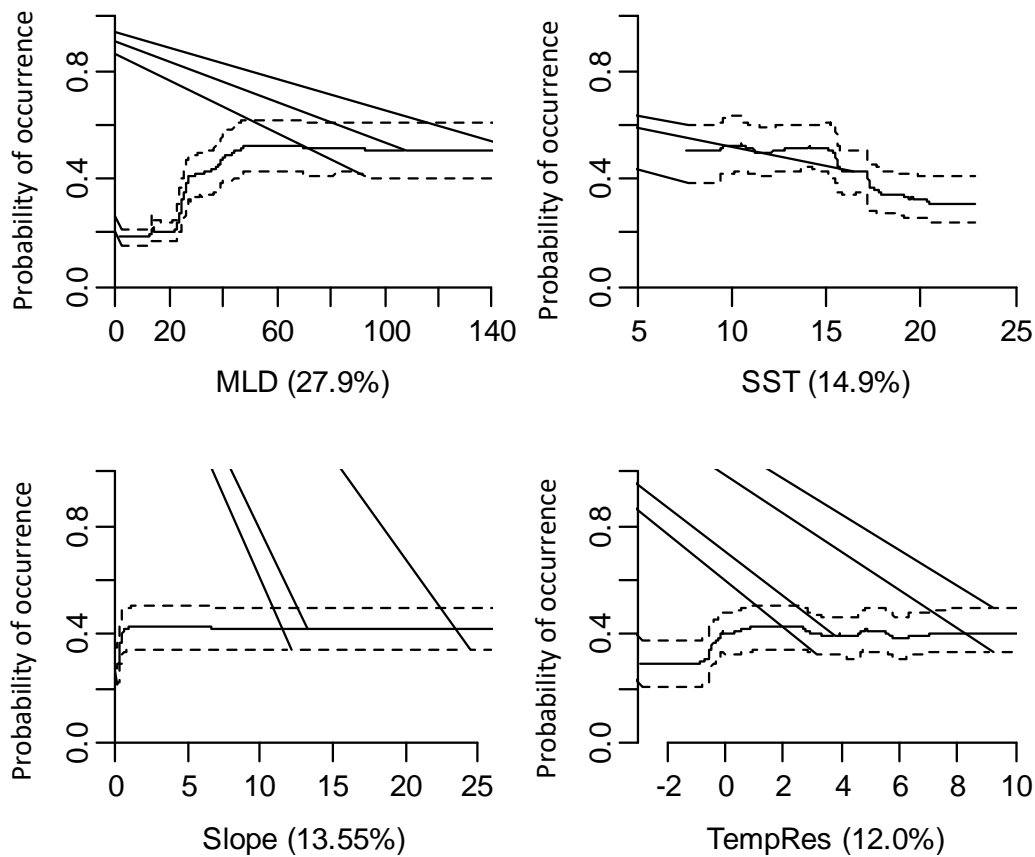 Probability of occurrence
0.0 0.4 0.8
0 20 60 100 140
MLD (27.9%)
Probability of occurrence
0.0 0.4 0.8
5 10 15 20 25
SST (14.9%)
Probability of occurrence
0.0 0.4 0.8
0 5 10 15 20 25
Slope (13.55%)
Probability of occurrence
0.0 0.4 0.8
-2 0 2 4 6 8 10
TempRes (12.0%)